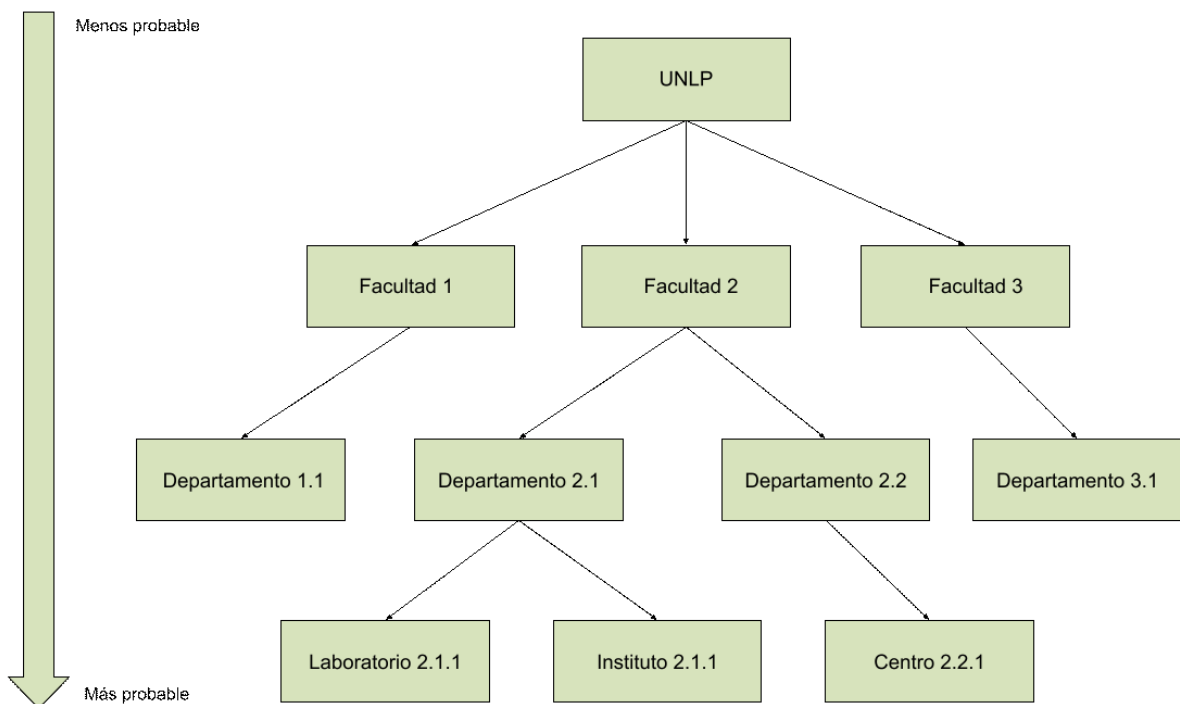 Menos probable
UNLP
Facultad 1
Facultad 2
Facultad 3
Departamento 1.1
Departamento 2.1
Departamento 2.2
Departamento 3.1
Laboratorio 2.1.1
Instituto 2.1.1
Centro 2.2.1
Más probable